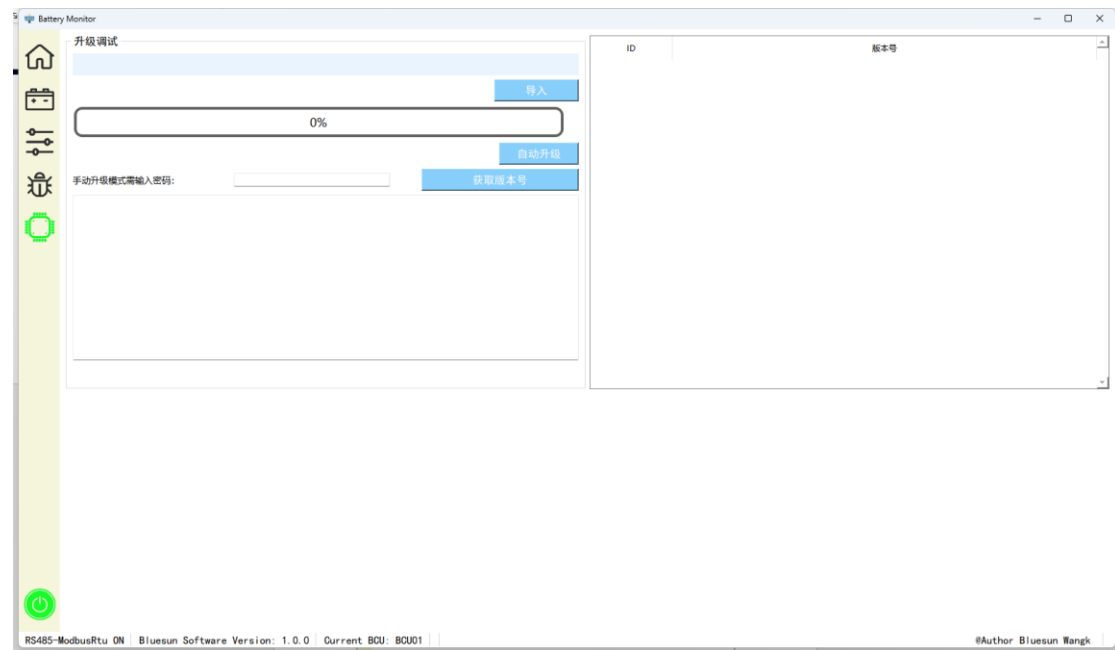 Battery Monitor
升级调试
导入
0%
自动升级
手动升级模式需输入密码:
获取版本号
ID 版本号
RS485-ModbusRtu ON Bluesun Software Version: 1.0.0 Current BCU: BCU01 @Author Bluesun Wangk